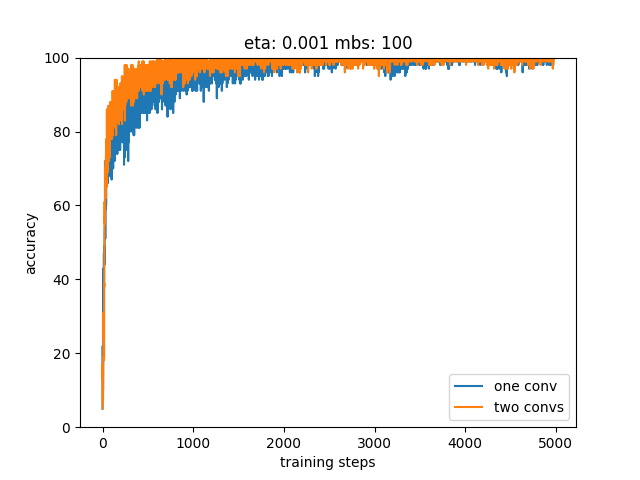 eta: 0.001 mbs: 100
100
80
60
40
20
0
accuracy
0 1000 2000 3000 4000 5000
training steps
one conv
two convs